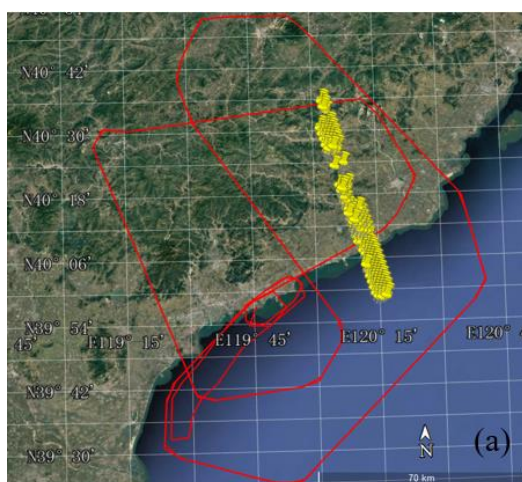 N40° 42'
N40° 30'
N40° 18'
N40° 06'
N39° 54'
45' E119° 15' E119° 45' E120° 15' E120°
N39° 42'
N39° 30'
N
(a)
70 km